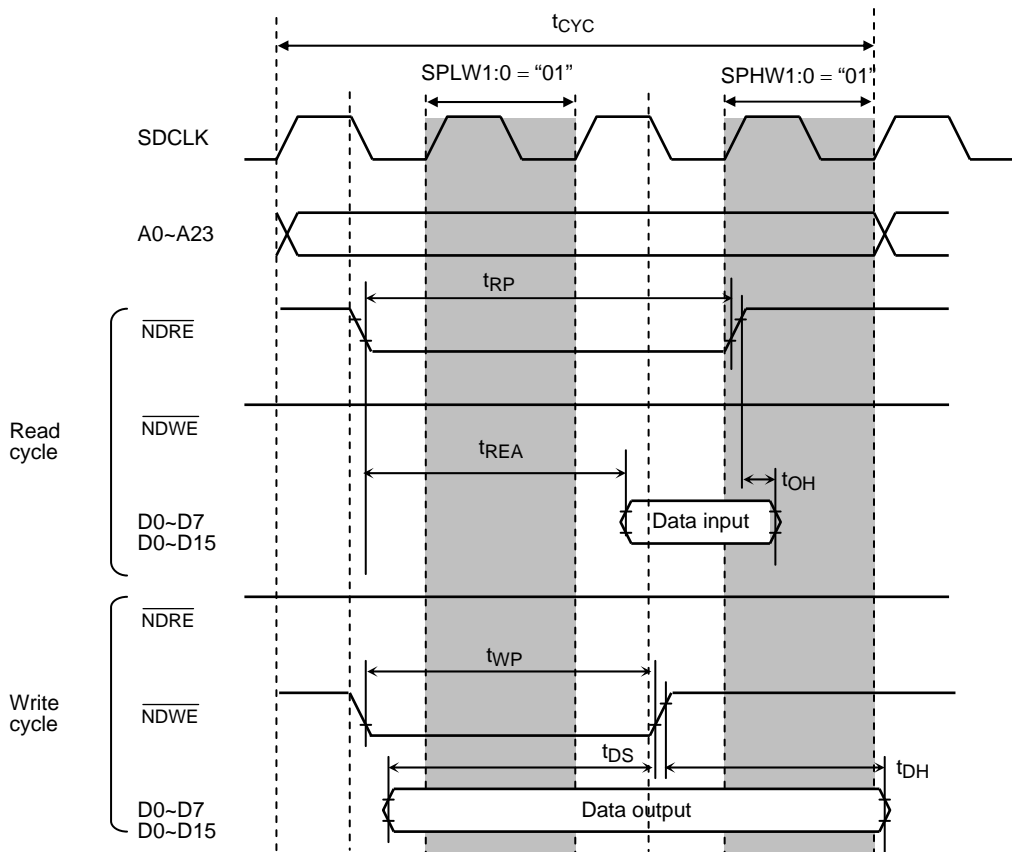 tCYC
SPLW1:0 = “01”
SPHW1:0 = “01”
SDCLK
A0~A23
tRP
NDRE
Read
cycle
NDWE
tREA
tOH
D0~D7
D0~D15
Data input
NDRE
tWP
Write
cycle
NDWE
tDS
tDH
D0~D7
D0~D15
Data output